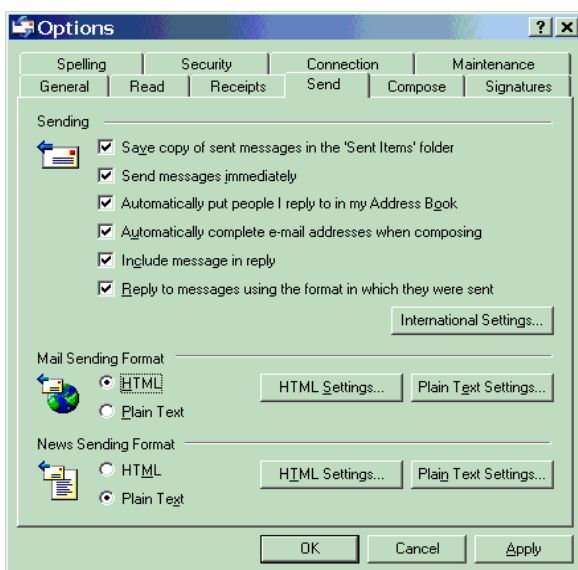 Options
Spelling Security Connection Maintenance
General Read Receipts Send Compose Signatures
Sending
Save copy of sent messages in the 'Sent Items' folder
Send messages immediately
Automatically put people I reply to in my Address Book
Automatically complete e-mail addresses when composing
Include message in reply
Reply to messages using the format in which they were sent
International Settings...
Mail Sending Format
HTML HTML Settings... Plain Text Settings...
Plain Text
News Sending Format
HTML HTML Settings... Plain Text Settings...
Plain Text
OK Cancel Apply